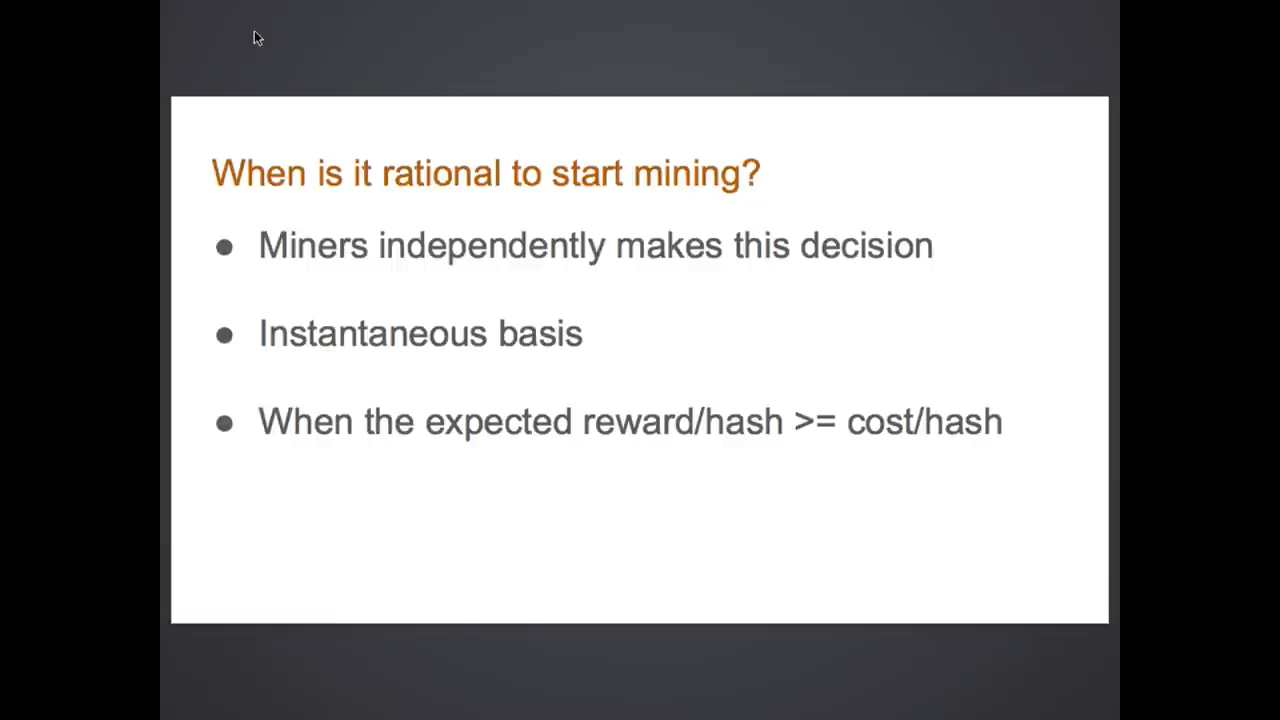 When is it rational to start mining?
● Miners independently makes this decision
● Instantaneous basis
● When the expected reward/hash >= cost/hash